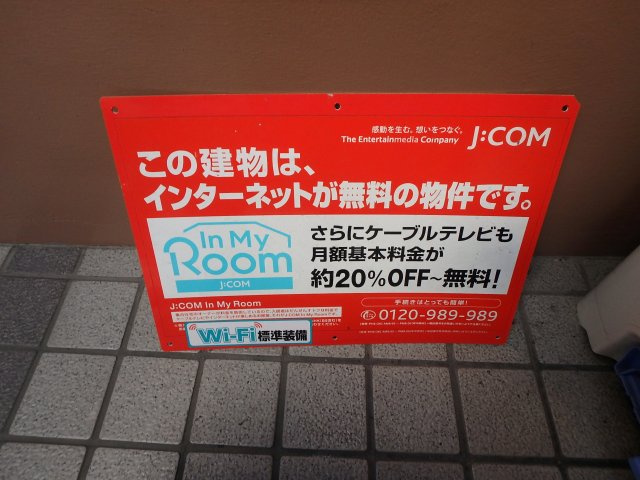 感動を生む。想いをつなぐ。
The Entertainmedia Company
J:COM
この建物は、
インターネットが無料の物件です。
In My
Room
J:COM
さらにケーブルテレビも
月額基本料金が
約20%OFF~無料!
J:COM In My Room
手続きはとっても簡単!
0120-989-989
Wi-Fi 標準装備